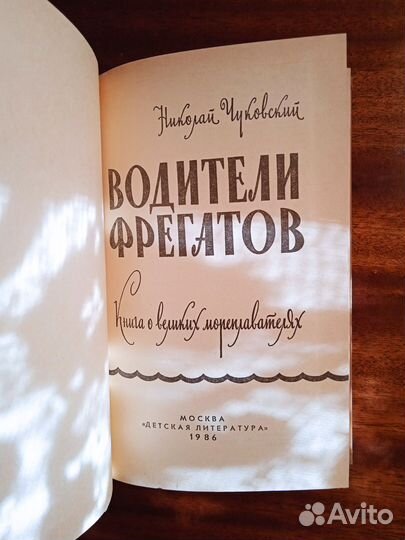 Николай Чуковский
ВОДИТЕЛИ
ФРЕГАТОВ
Книга о великих мореплавателях
МОСКВА
«ДЕТСКАЯ ЛИТЕРАТУРА»
1986
Avito